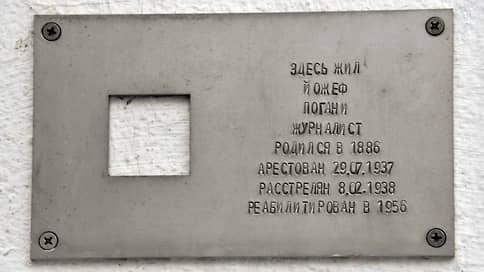 ЗДЕСЬ ЖИЛ
ЙОЖЕФ
ПОГАНИ
ЖУРНАЛИСТ
РОДИЛСЯ В 1886
АРЕСТОВАН 29.07.1937
РАССТРЕЛЯН 8.02.1938
РЕАБИЛИТИРОВАН В 1956